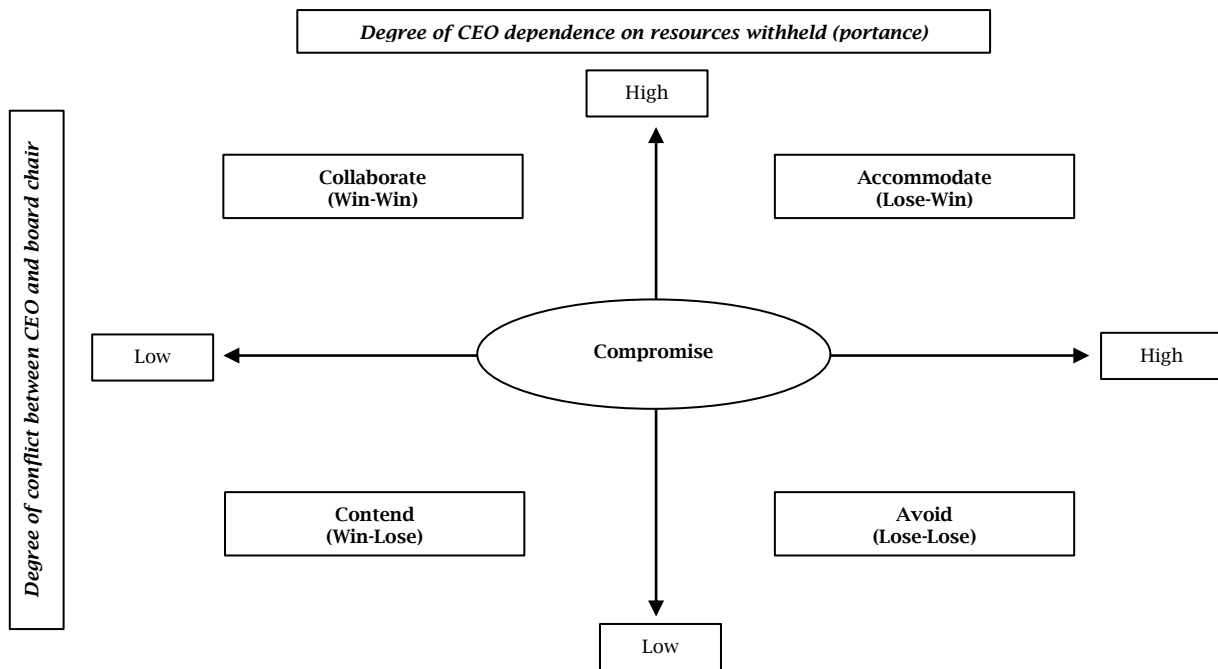 Degree of CEO dependence on resources withheld (portance)
High
Degree of conflict between CEO and board chair
Collaborate
(Win-Win)
Accommodate
(Lose-Win)
Low
Compromise
High
Contend
(Win-Lose)
Avoid
(Lose-Lose)
Low